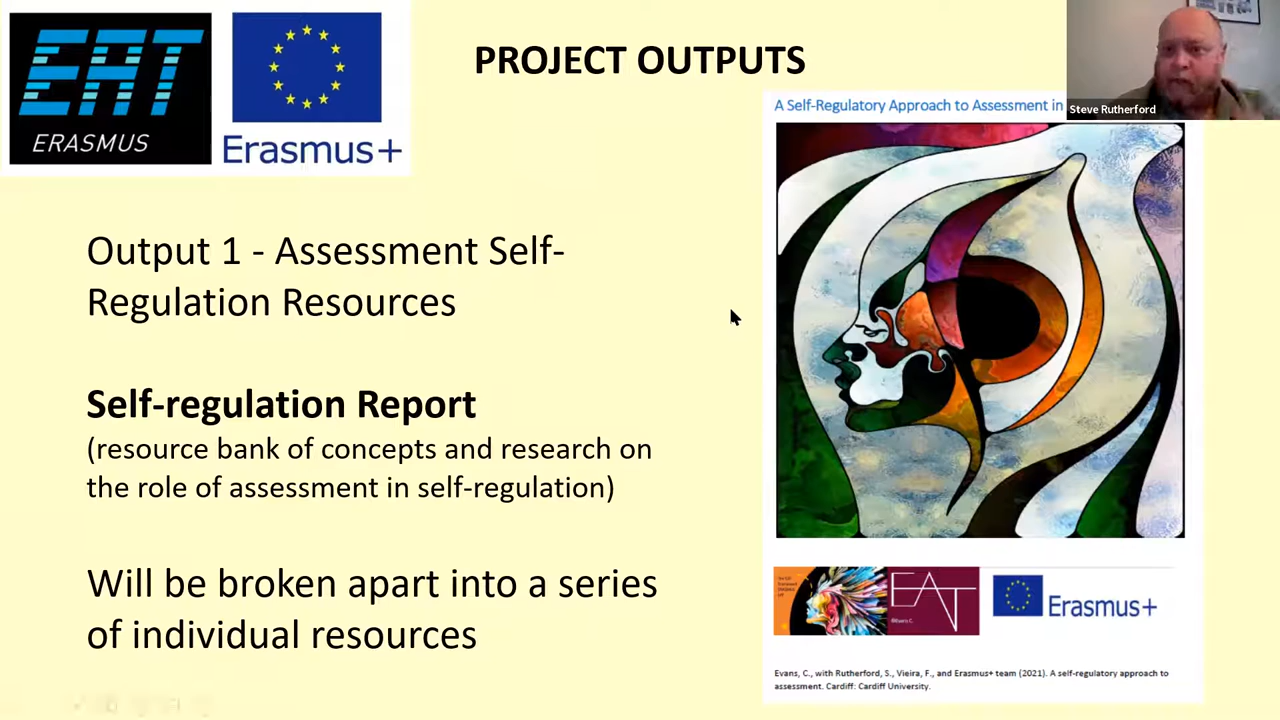 EAT
ERASMUS
Erasmus+
PROJECT OUTPUTS
Steve Rutherford
A Self-Regulatory Approach to Assessment in
Output 1 - Assessment Self-
Regulation Resources
Self-regulation Report
(resource bank of concepts and research on
the role of assessment in self-regulation)
Will be broken apart into a series
of individual resources
EAT
Erasmus+
Evans, C., with Rutherford, S., Vieira, F., and Erasmus+ team (2021). A self-regulatory approach to
assessment. Cardiff: Cardiff University.